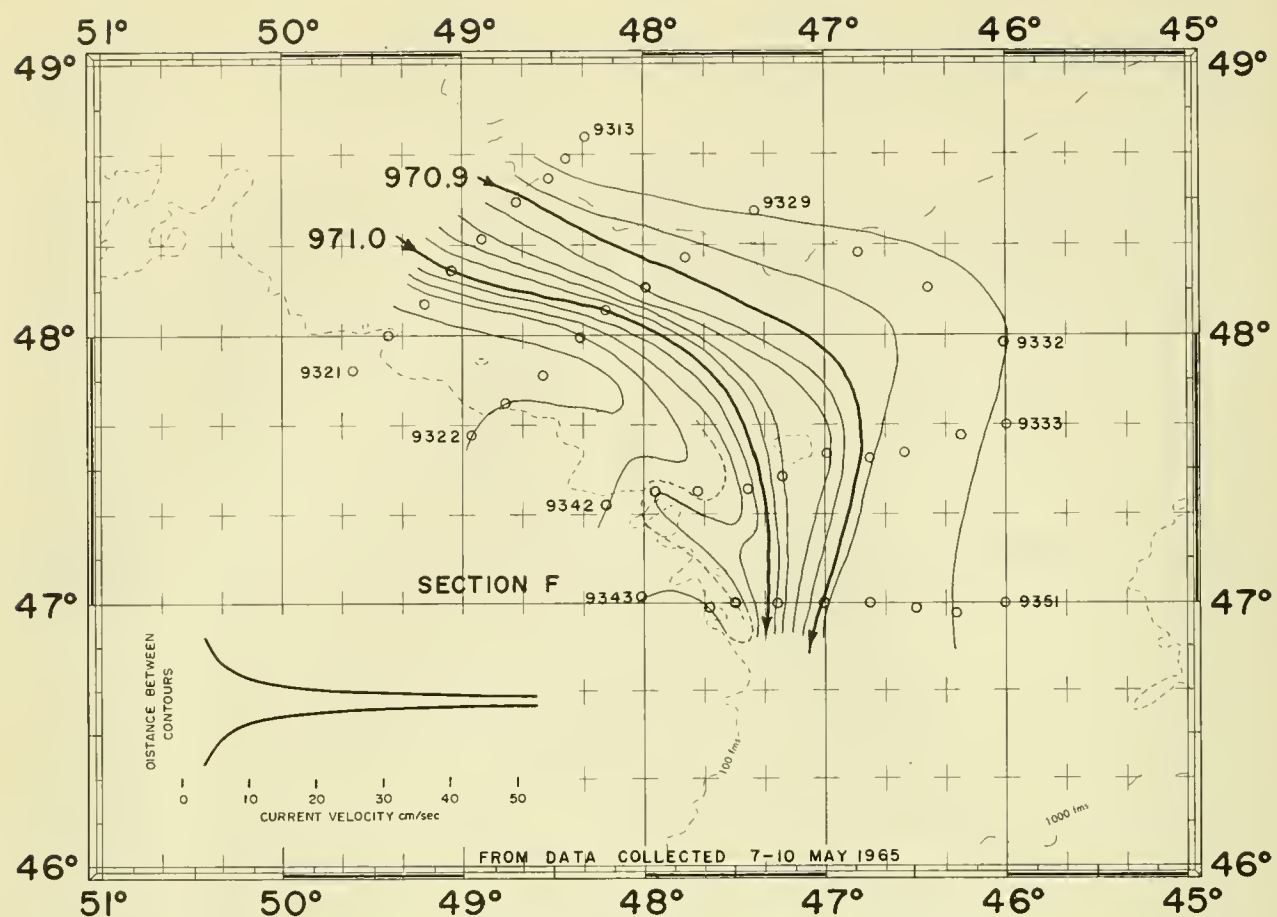 51° 50° 49° 48° 47° 46° 45°
49° 49°
9313
970.9
9329
971.0
48° 48°
9332
9321
9322
9333
9342
SECTION F
47° 9343 9351 47°
DISTANCE BETWEEN
CONTOURS
100 fms
0 10 20 30 40 50
CURRENT VELOCITY cm/sec
1000 fms
FROM DATA COLLECTED 7-10 MAY 1965
46° 46°
51° 50° 49° 48° 47° 46° 45°